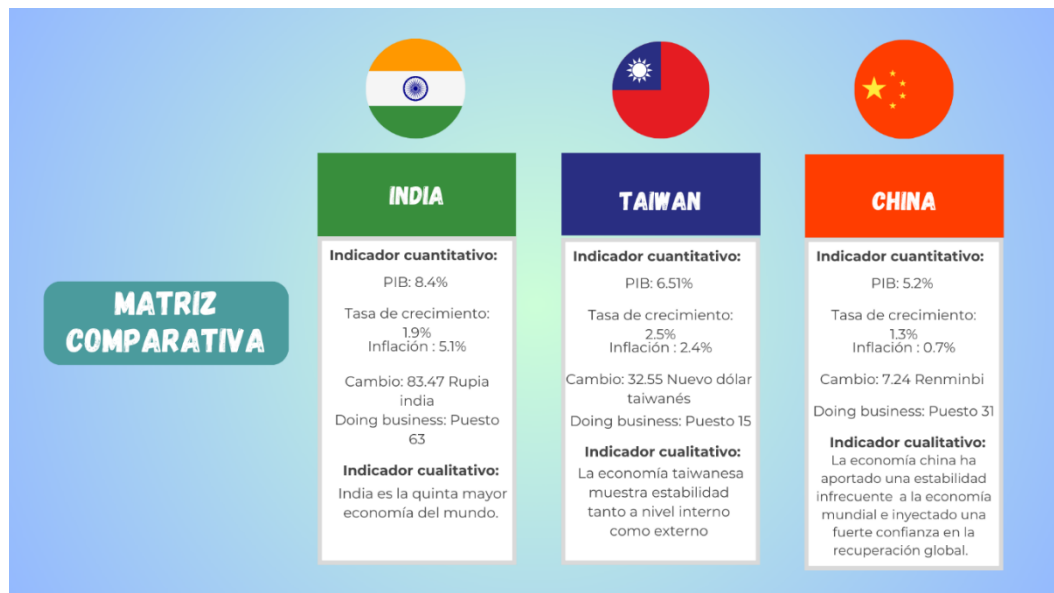 MATRIZ
COMPARATIVA
INDIA
Indicador cuantitativo:
PIB: 8.4%
Tasa de crecimiento:
1.9%
Inflación : 5.1%
Cambio: 83.47 Rupia
india
Doing business: Puesto
63
Indicador cualitativo:
India es la quinta mayor
economía del mundo.
TAIWAN
Indicador cuantitativo:
PIB: 6.51%
Tasa de crecimiento:
2.5%
Inflación : 2.4%
Cambio: 32.55 Nuevo dólar
taiwanés
Doing business: Puesto 15
Indicador cualitativo:
La economía taiwanesa
muestra estabilidad
tanto a nivel interno
como externo
CHINA
Indicador cuantitativo:
PIB: 5.2%
Tasa de crecimiento:
1.3%
Inflación : 0.7%
Cambio: 7.24 Renminbi
Doing business: Puesto 31
Indicador cualitativo:
La economía china ha
aportado una estabilidad
infrecuente a la economía
mundial e inyectado una
fuerte confianza en la
recuperación global.